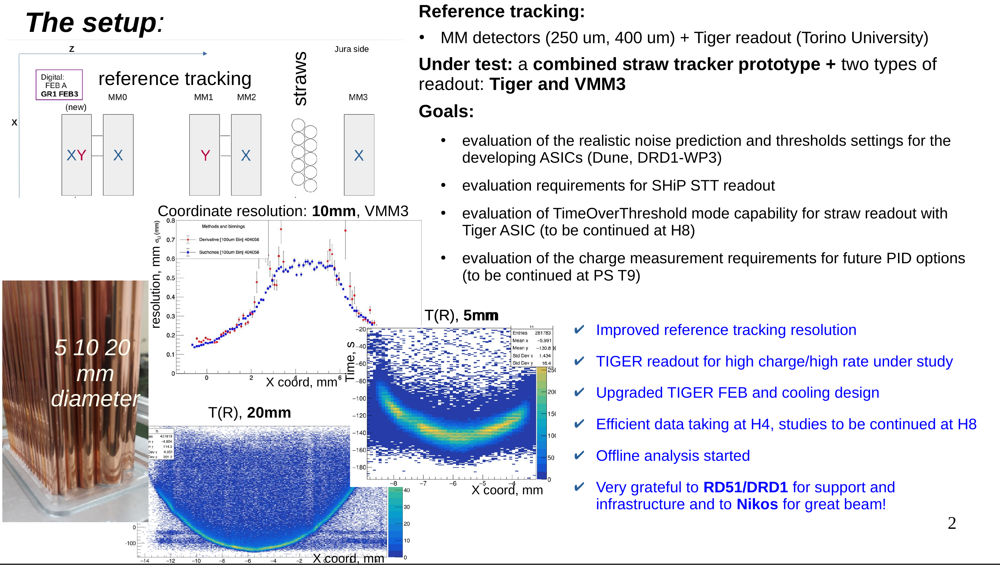 The setup:
Z
Jura side
straws
Digital:
FEB A
GR1 FEB3
reference tracking
(new)
MM0
MM1
MM2
MM3
X
XY
X
Y
X
X
Reference tracking:
• MM detectors (250 um, 400 um) + Tiger readout (Torino University)
Under test: a combined straw tracker prototype + two types of
readout: Tiger and VMM3
Goals:
• evaluation of the realistic noise prediction and thresholds settings for the
developing ASICs (Dune, DRD1-WP3)
• evaluation requirements for SHiP STT readout
• evaluation of TimeOverThreshold mode capability for straw readout with
Tiger ASIC (to be continued at H8)
• evaluation of the charge measurement requirements for future PID options
(to be continued at PS T9)
Coordinate resolution: 10mm, VMM3
resolution, mm σU (mm)
Methods and binnings
Derivative [100um Bin] 404056
Suchonos [100um Bin] 404056
0.8
0.7
0.6
0.5
0.4
0.3
0.2
0.1
0
0 2 4 6
X coord, mm
5 10 20
mm
diameter
T(R), 5mm
Time, s
Entries 281783
Mean x −5.991
Mean y −130.8
Std Dev x 1.434
Std Dev y 16.4
−20
−40
−60
−80
−100
−120
−140
−160
−180
−8 −7 −6 −5 −4
X coord, mm
50
0
T(R), 20mm
h
431819
−4.604
114.3
Dev x 4.651
Dev y 201.2
0
-100
−14 −12 −10 −8 −6 −4 −2
X coord, mm
40
30
20
10
0
✔ Improved reference tracking resolution
✔ TIGER readout for high charge/high rate under study
✔ Upgraded TIGER FEB and cooling design
✔ Efficient data taking at H4, studies to be continued at H8
✔ Offline analysis started
✔ Very grateful to RD51/DRD1 for support and
infrastructure and to Nikos for great beam!
2